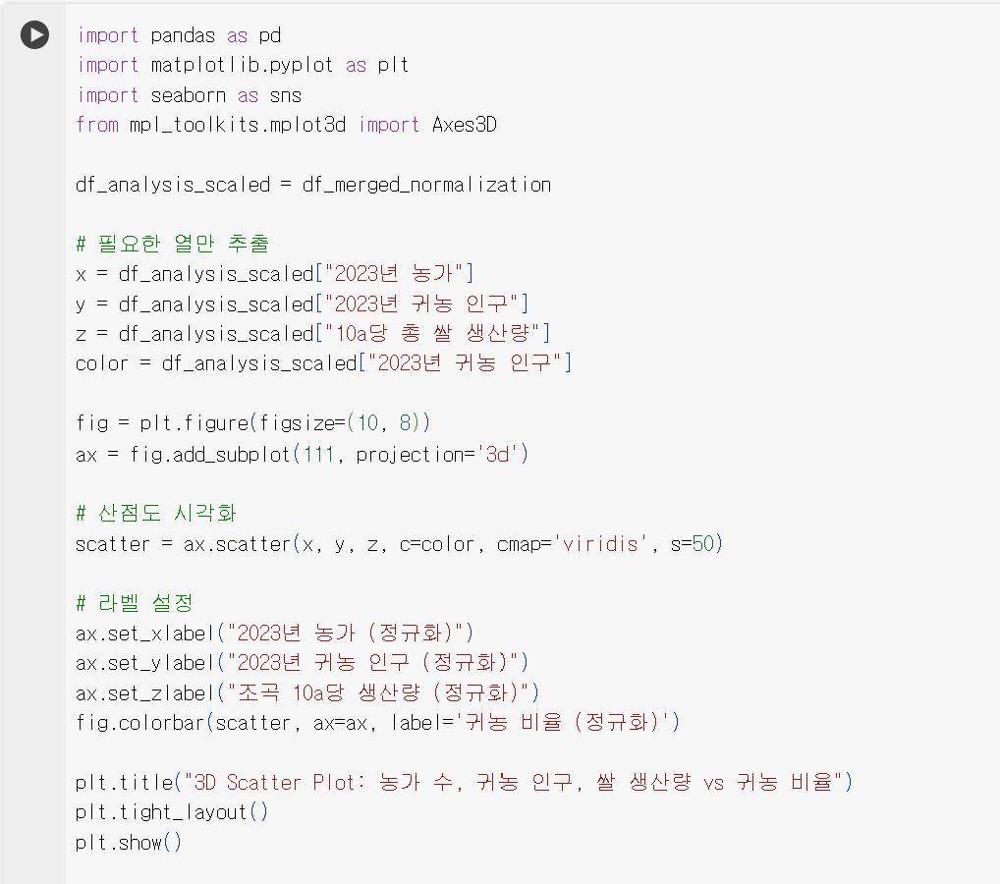 import pandas as pd
import matplotlib.pyplot as plt
import seaborn as sns
from mpl_toolkits.mplot3d import Axes3D
df_analysis_scaled = df_merged_normalization
# 필요한 열만 추출
x = df_analysis_scaled["2023년 농가"]
y = df_analysis_scaled["2023년 귀농 인구"]
z = df_analysis_scaled["10a당 총 쌀 생산량"]
color = df_analysis_scaled["2023년 귀농 인구"]
fig = plt.figure(figsize=(10, 8))
ax = fig.add_subplot(111, projection='3d')
# 산점도 시각화
scatter = ax.scatter(x, y, z, c=color, cmap='viridis', s=50)
# 라벨 설정
ax.set_xlabel("2023년 농가 (정규화)")
ax.set_ylabel("2023년 귀농 인구 (정규화)")
ax.set_zlabel("조곡 10a당 생산량 (정규화)")
fig.colorbar(scatter, ax=ax, label='귀농 비율 (정규화)')
plt.title("3D Scatter Plot: 농가 수, 귀농 인구, 쌀 생산량 vs 귀농 비율")
plt.tight_layout()
plt.show()